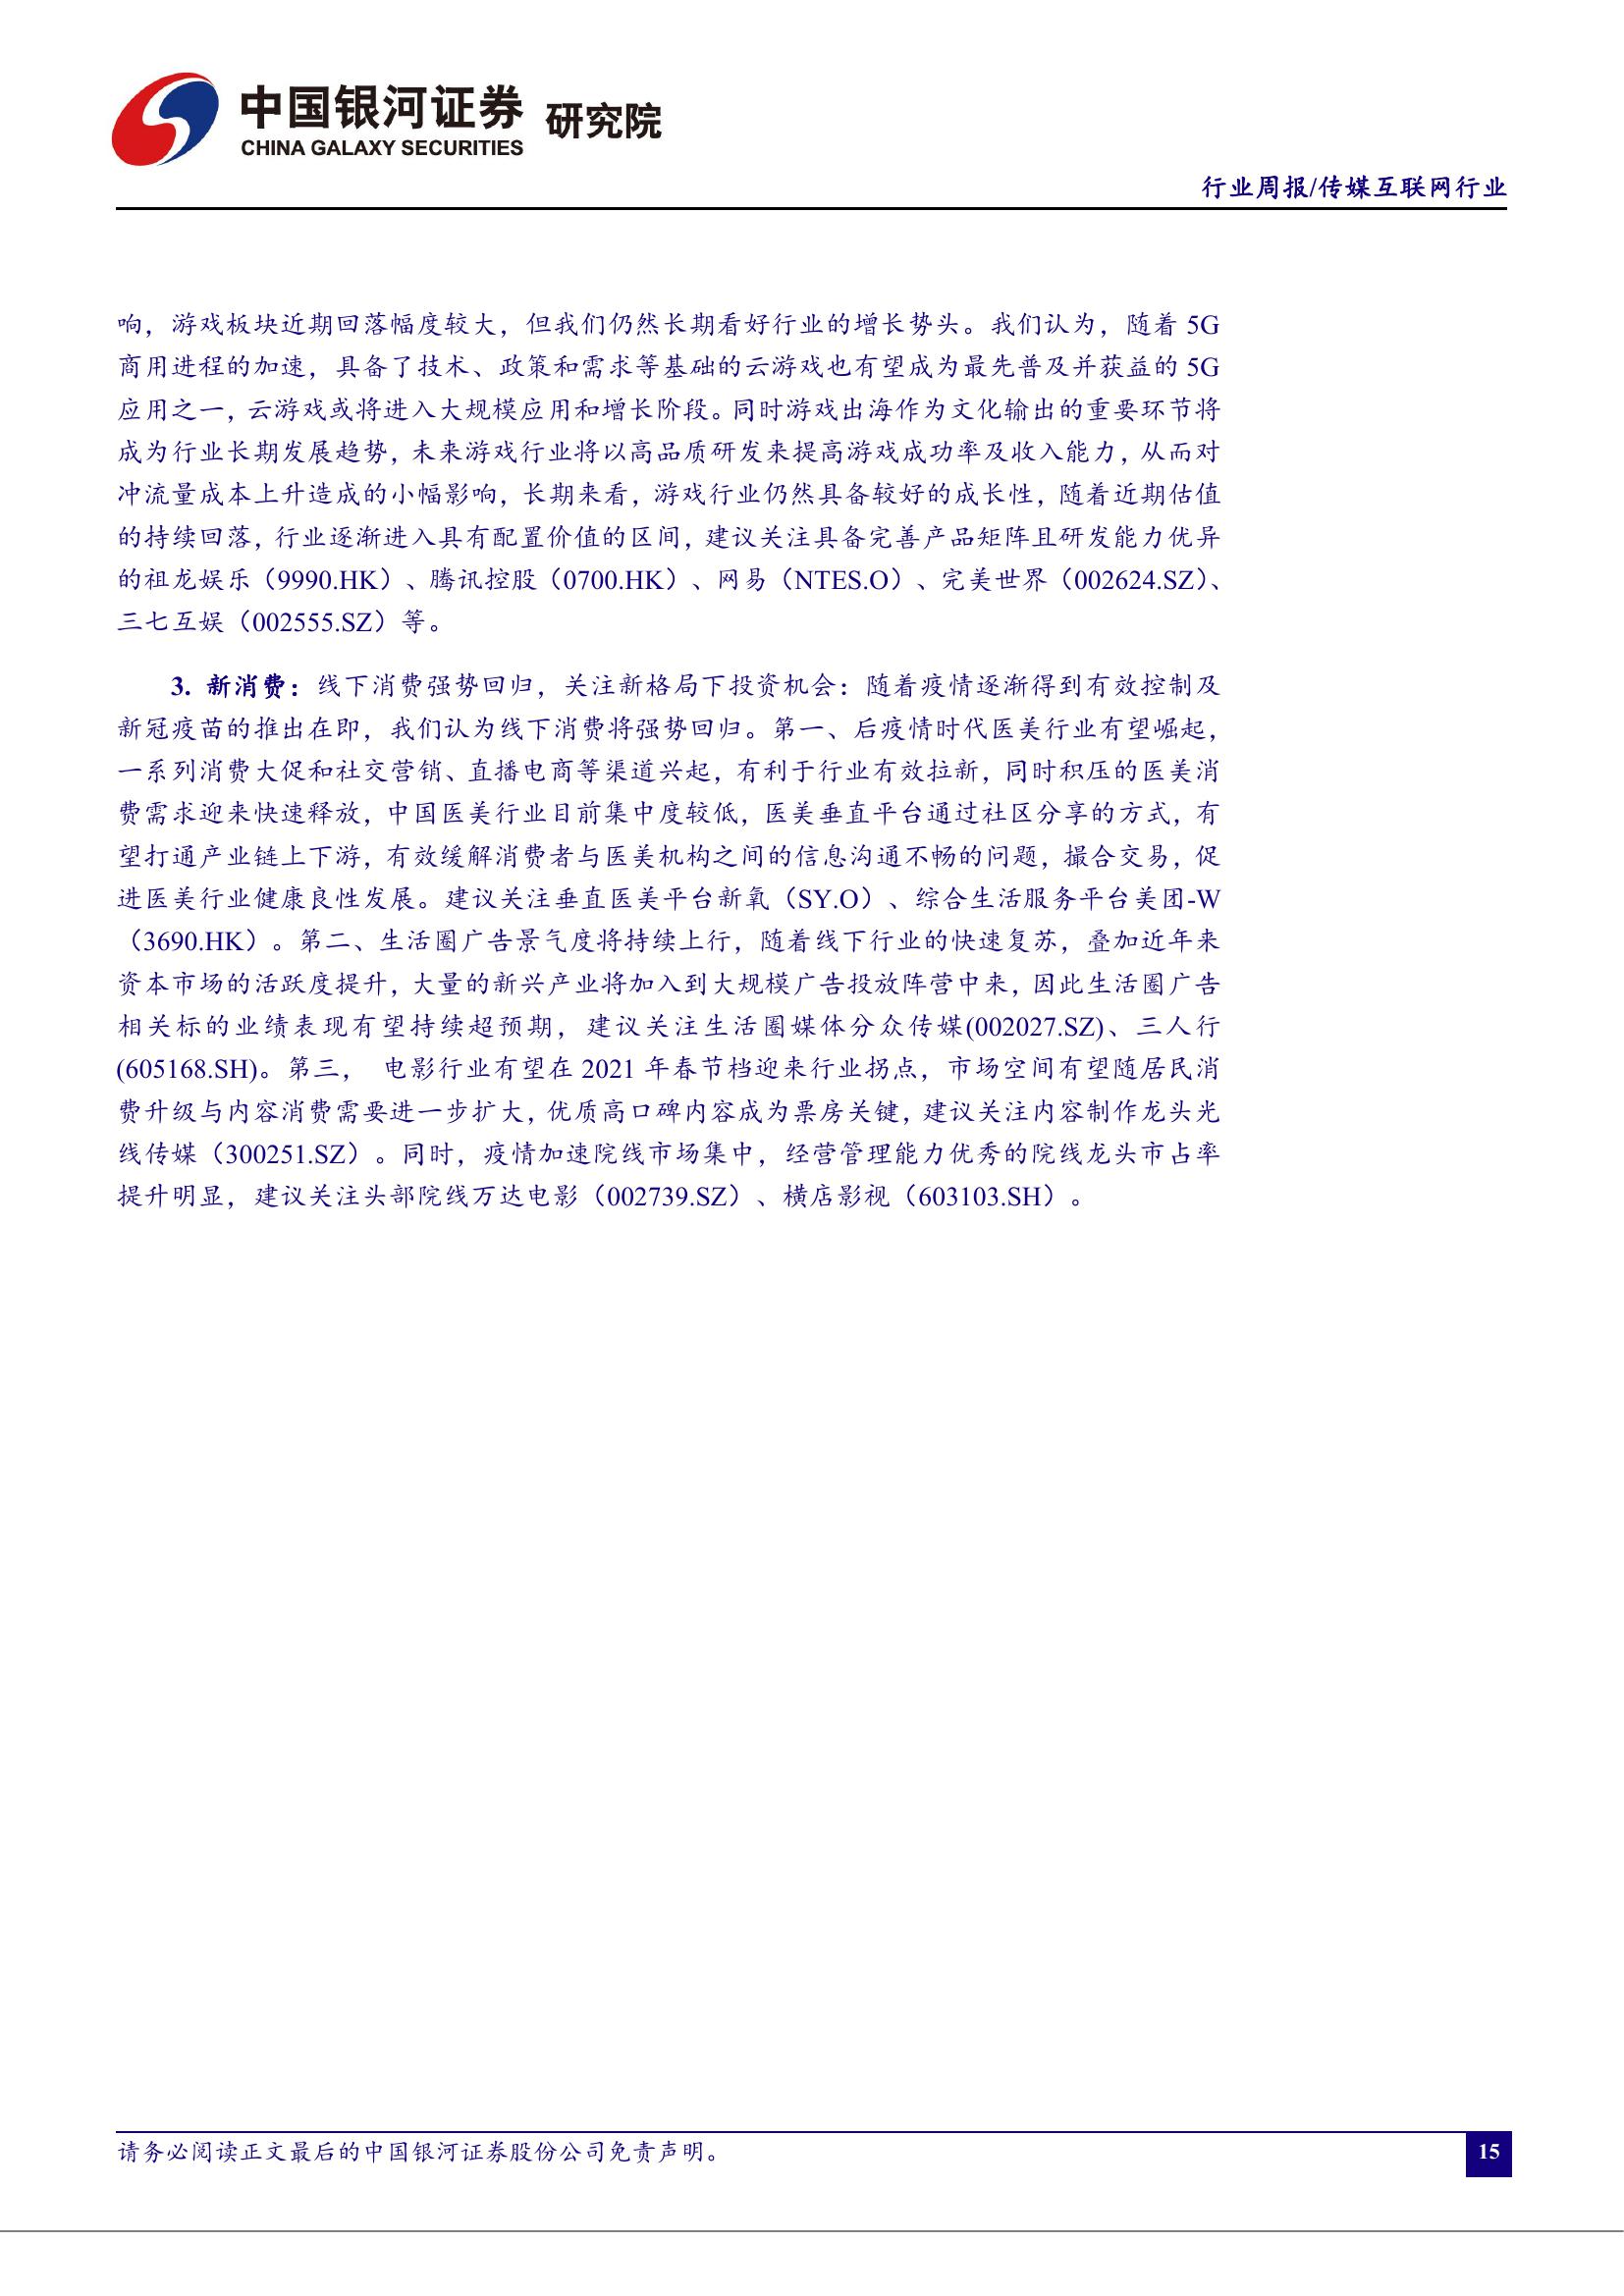 中国银河证券 研究院
CHINA GALAXY SECURITIES
行业周报/传媒互联网行业
响，游戏板块近期回落幅度较大，但我们仍然长期看好行业的增长势头。我们认为，随着 5G
商用进程的加速，具备了技术、政策和需求等基础的云游戏也有望成为最先普及并获益的 5G
应用之一，云游戏或将进入大规模应用和增长阶段。同时游戏出海作为文化输出的重要环节将
成为行业长期发展趋势，未来游戏行业将以高品质研发来提高游戏成功率及收入能力，从而对
冲流量成本上升造成的小幅影响，长期来看，游戏行业仍然具备较好的成长性，随着近期估值
的持续回落，行业逐渐进入具有配置价值的区间，建议关注具备完善产品矩阵且研发能力优异
的祖龙娱乐（9990.HK）、腾讯控股（0700.HK）、网易（NTES.O）、完美世界（002624.SZ）、
三七互娱（002555.SZ）等。
3. 新消费：线下消费强势回归，关注新格局下投资机会：随着疫情逐渐得到有效控制及
新冠疫苗的推出在即，我们认为线下消费将强势回归。第一、后疫情时代医美行业有望崛起，
一系列消费大促和社交营销、直播电商等渠道兴起，有利于行业有效拉新，同时积压的医美消
费需求迎来快速释放，中国医美行业目前集中度较低，医美垂直平台通过社区分享的方式，有
望打通产业链上下游，有效缓解消费者与医美机构之间的信息沟通不畅的问题，撮合交易，促
进医美行业健康良性发展。建议关注垂直医美平台新氧（SY.O）、综合生活服务平台美团-W
（3690.HK）。第二、生活圈广告景气度将持续上行，随着线下行业的快速复苏，叠加近年来
资本市场的活跃度提升，大量的新兴产业将加入到大规模广告投放阵营中来，因此生活圈广告
相关标的业绩表现有望持续超预期，建议关注生活圈媒体分众传媒(002027.SZ)、三人行
(605168.SH)。第三， 电影行业有望在 2021 年春节档迎来行业拐点，市场空间有望随居民消
费升级与内容消费需要进一步扩大，优质高口碑内容成为票房关键，建议关注内容制作龙头光
线传媒（300251.SZ）。同时，疫情加速院线市场集中，经营管理能力优秀的院线龙头市占率
提升明显，建议关注头部院线万达电影（002739.SZ）、横店影视（603103.SH）。
请务必阅读正文最后的中国银河证券股份公司免责声明。
15